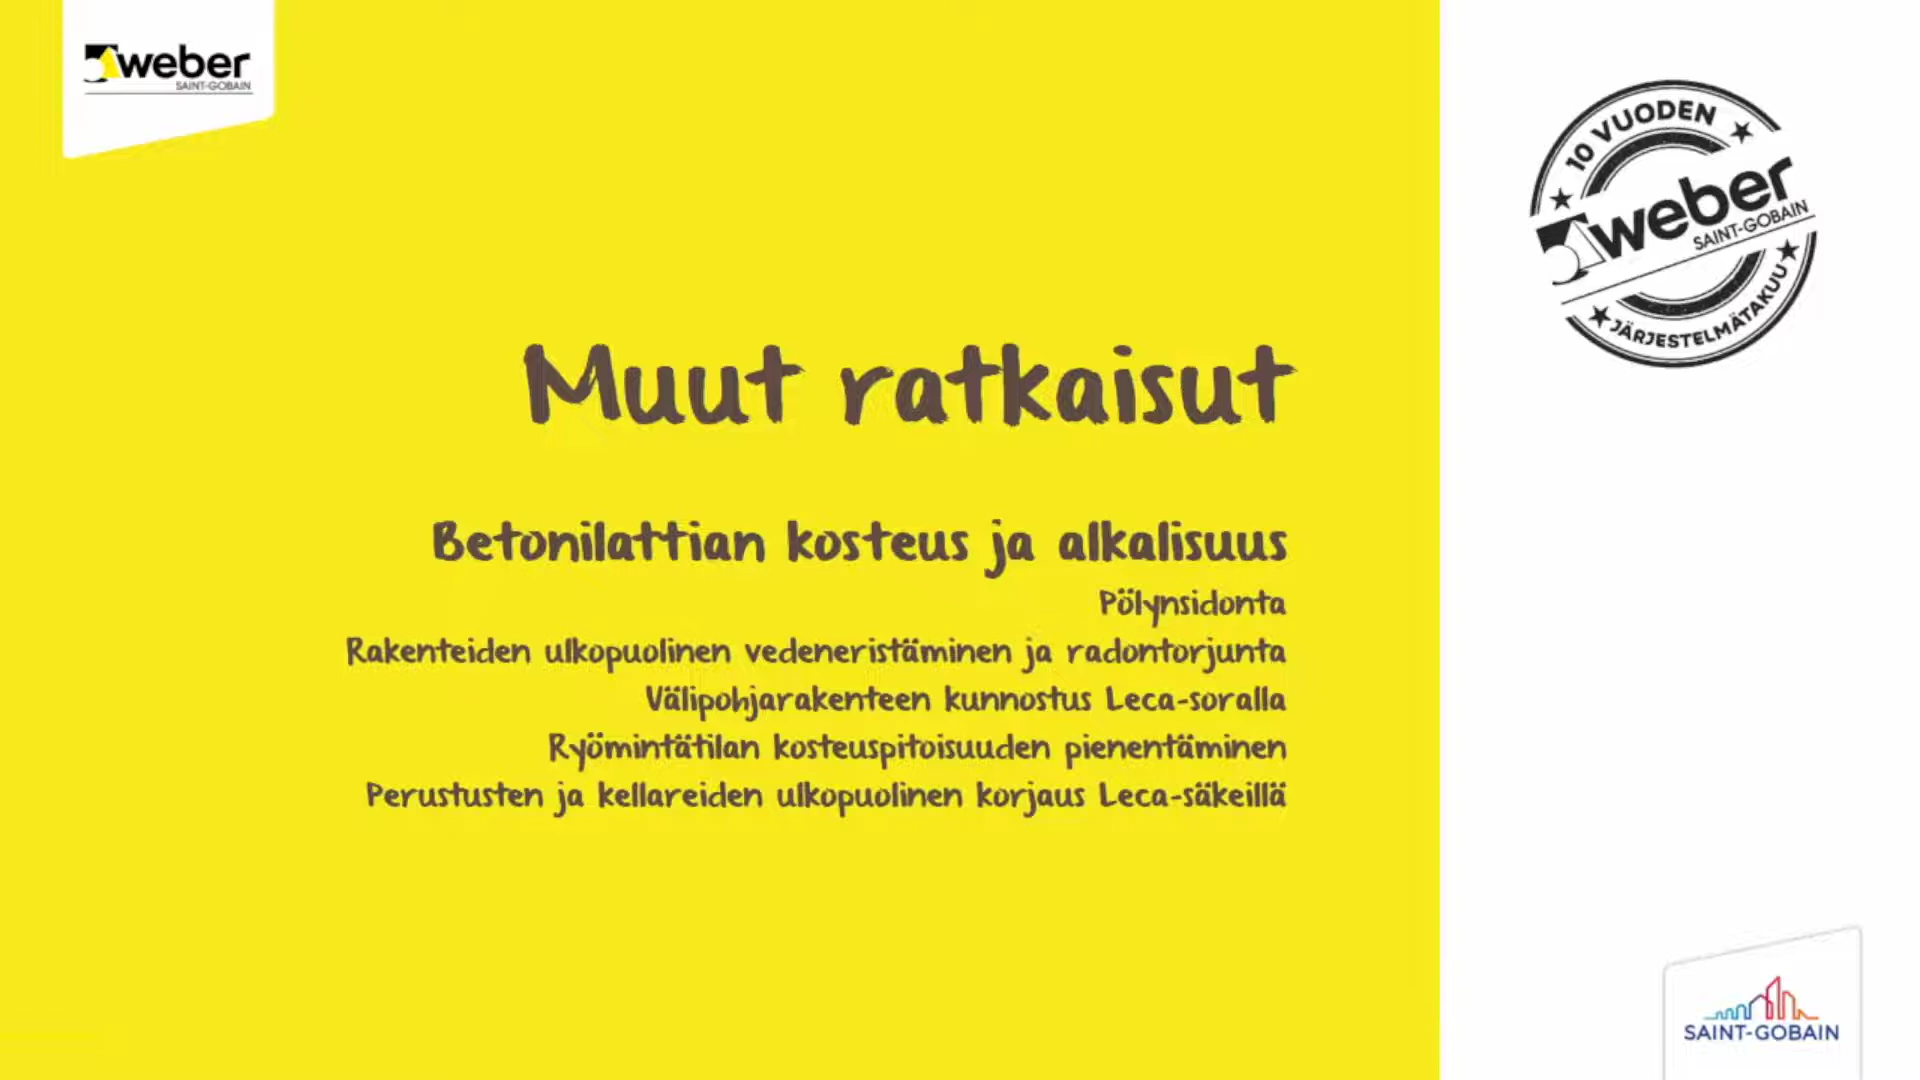 weber
SAINT-GOBAIN
10 VUODEN
weber
SAINT-GOBAIN
JÄRJESTELMÄTAKUU
Muut ratkaisut
Betonilattian kosteus ja alkalisuus
Pölynsidonta
Rakenteiden ulkopuolinen vedeneristäminen ja radontorjunta
Välipohjarakenteen kunnostus Leca-soralla
Ryömintätilan kosteuspitoisuuden pienentäminen
Perustusten ja kellareiden ulkopuolinen korjaus Leca-säkeillä
SAINT-GOBAIN